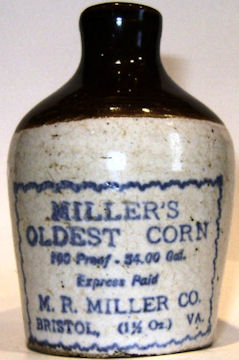 MILLER'S
OLDEST CORN
100 Proof - $4.00 Gal.
Express Paid
M. R. MILLER CO.
BRISTOL, (1½ Oz.) VA.